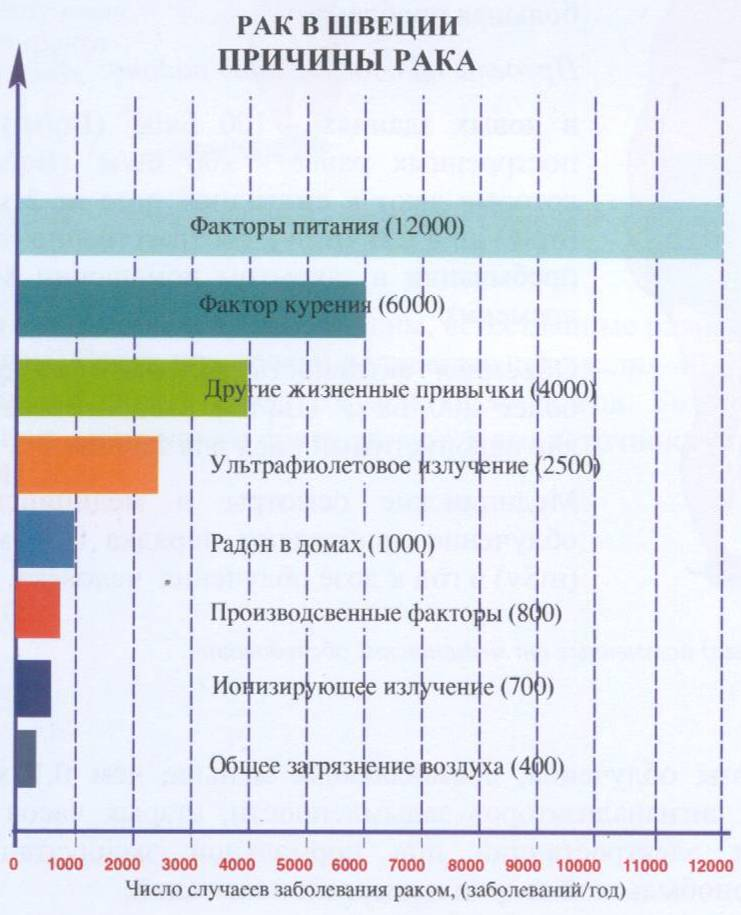 РАК В ШВЕЦИИ
ПРИЧИНЫ РАКА
Факторы питания (12000)
Фактор курения (6000)
Другие жизненные привычки (4000)
Ультрафиолетовое излучение (2500)
Радон в домах (1000)
Производсвенные факторы (800)
Ионизирующее излучение (700)
Общее загрязнение воздуха (400)
0 1000 2000 3000 4000 5000 6000 7000 8000 9000 10000 11000 12000
Число случаеев заболевания раком, (заболеваний/год)